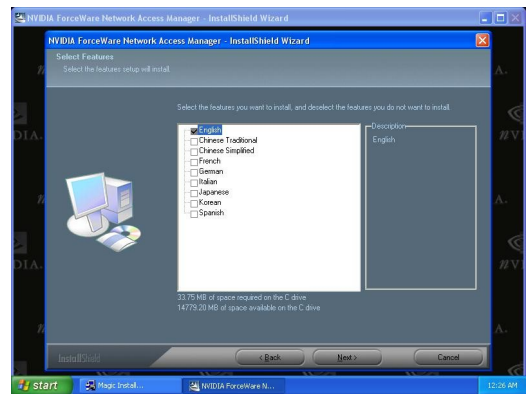 NVIDIA ForceWare Network Access Manager - InstallShield Wizard
NVIDIA ForceWare Network Access Manager - InstallShield Wizard
Select Features
Select the features setup will install.
Select the features you want to install, and deselect the features you do not want to install.
English
Chinese Traditional
Chinese Simplified
French
German
Italian
Japanese
Korean
Spanish
Description
English
33.75 MB of space required on the C drive
14779.20 MB of space available on the C drive
InstallShield
< Back
Next >
Cancel
start
Magic Install...
NVIDIA ForceWare N...
12:26 AM